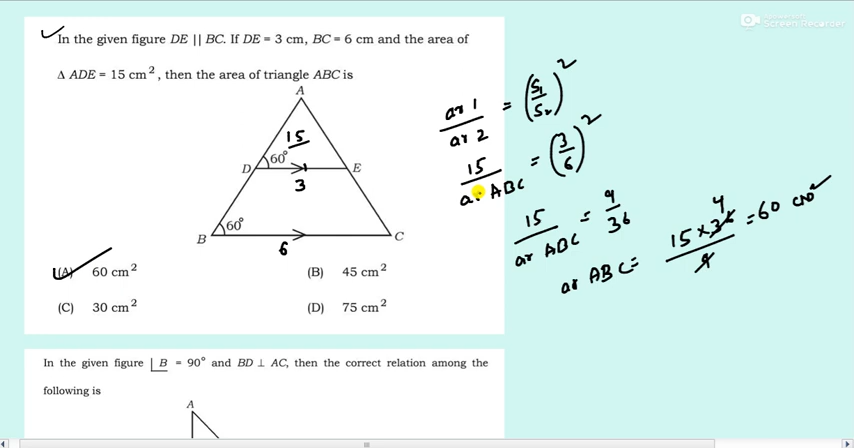 Screen Recorder
In the given figure DE || BC. If DE = 3 cm, BC = 6 cm and the area of
Δ ADE = 15 cm², then the area of triangle ABC is
A
15
D 60° E
3
B 60° C
6
(A) 60 cm² (B) 45 cm²
(C) 30 cm² (D) 75 cm²
ar 1 / ar 2 = (S1/S2)²
15 / ar ABC = (3/6)²
15 / ar ABC = 9/36
ar ABC = 15 × 36 4 / 9 = 60 cm²
In the given figure ∠B = 90° and BD ⊥ AC, then the correct relation among the
following is
A